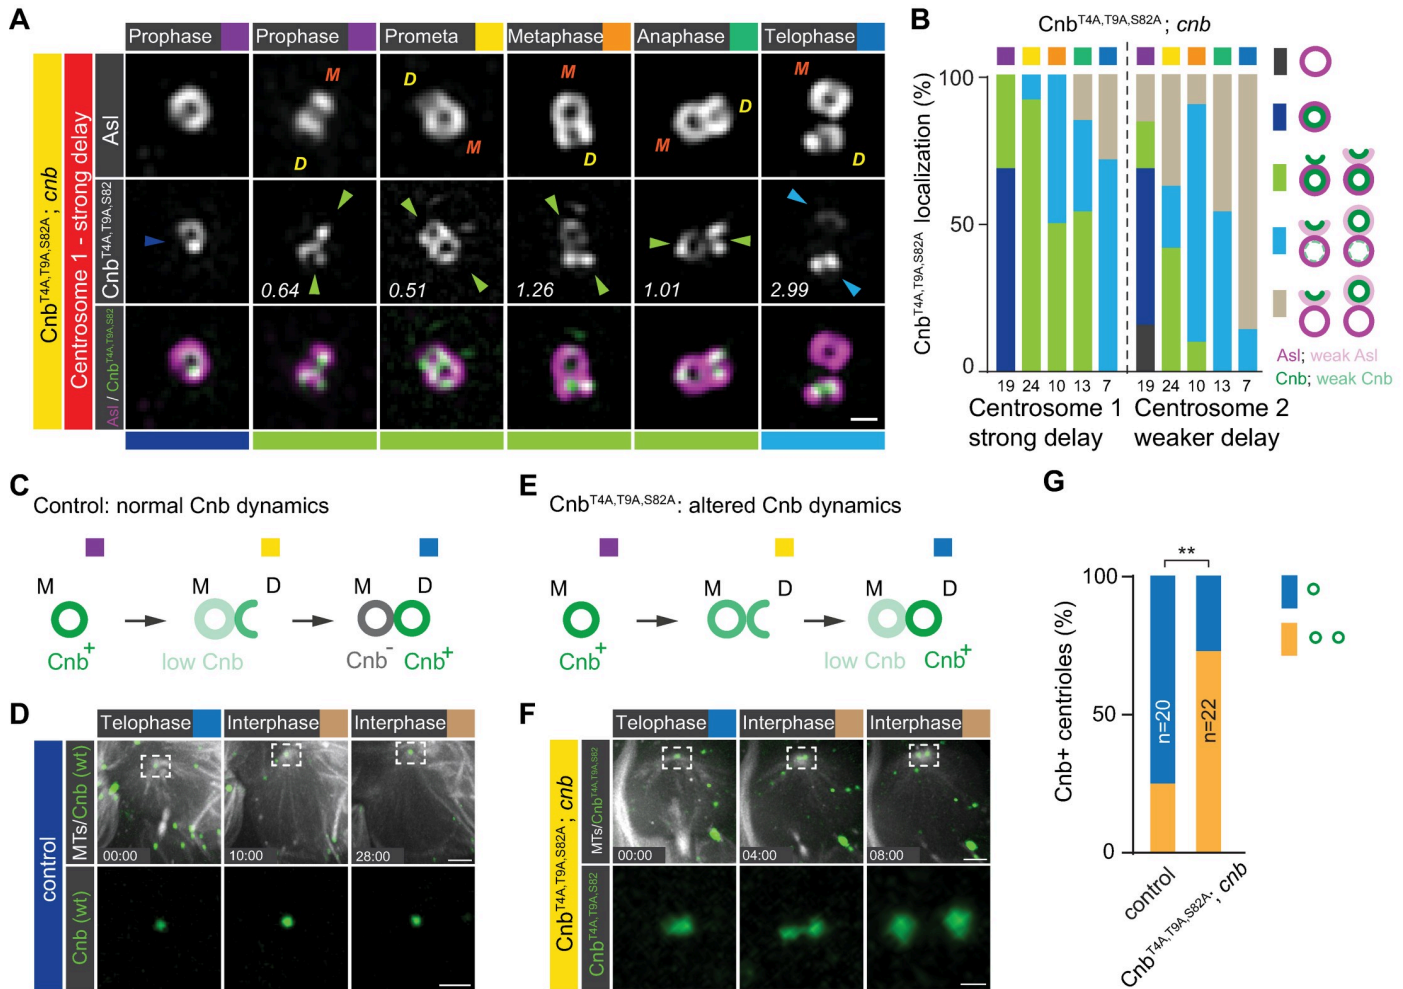 A
Prophase
Prophase
Prometa
Metaphase
Anaphase
Telophase
Cnb^T4A,T9A,S82A; cnb
Centrosome 1 - strong delay
Asl
M
D
D
M
M
D
M
D
M
D
Cnb^T4A,T9A,S82
0.64
0.51
1.26
1.01
2.99
Asl / Cnb^T4A,T9A,S82
B
Cnb^T4A,T9A,S82A; cnb
Cnb^T4A,T9A,S82A localization (%)
100
50
0
19 24 10 13 7
19 24 10 13 7
Centrosome 1
strong delay
Centrosome 2
weaker delay
Asl; weak Asl
Cnb; weak Cnb
C
Control: normal Cnb dynamics
M
M D
M D
Cnb+
low Cnb
Cnb- Cnb+
D
Telophase
Interphase
Interphase
control
MTs/Cnb (wt)
00:00
10:00
28:00
Cnb (wt)
E
Cnb^T4A,T9A,S82A: altered Cnb dynamics
M
M D
M D
Cnb+
low Cnb Cnb+
F
Telophase
Interphase
Interphase
Cnb^T4A,T9A,S82A; cnb
MTs/Cnb^T4A,T9A,S82
00:00
04:00
08:00
Cnb^T4A,T9A,S82
G
**
Cnb+ centrioles (%)
100
50
0
n=20
n=22
control
Cnb^T4A,T9A,S82A; cnb